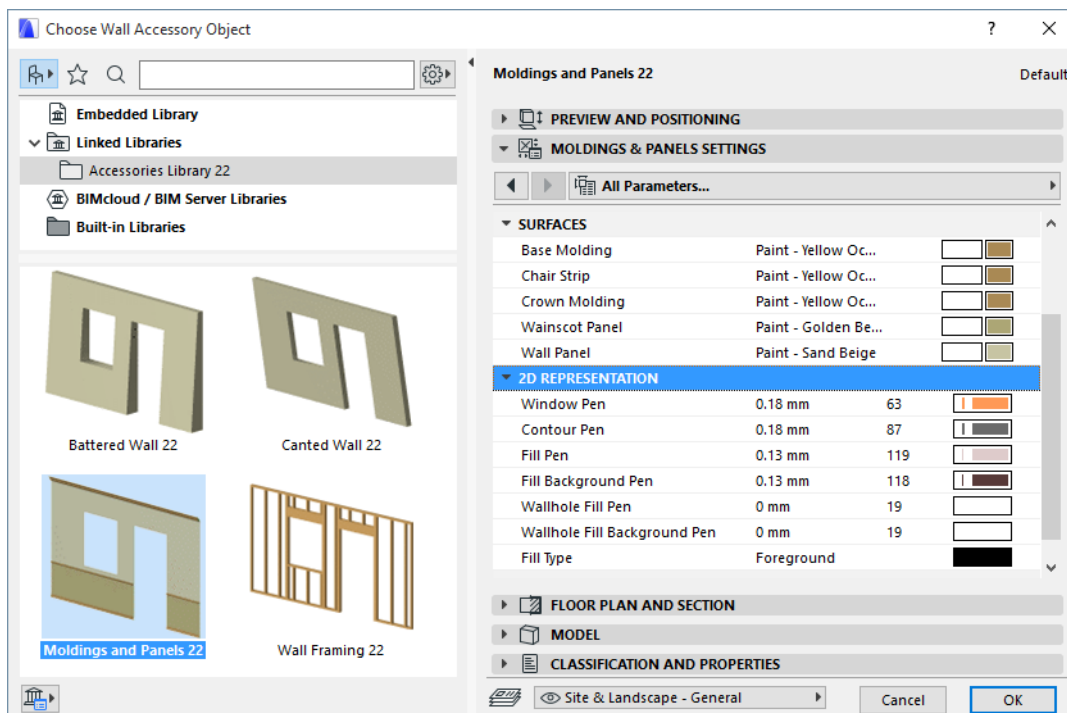 Choose Wall Accessory Object
?
Embedded Library
Linked Libraries
Accessories Library 22
BIMcloud / BIM Server Libraries
Built-in Libraries
Battered Wall 22
Canted Wall 22
Moldings and Panels 22
Wall Framing 22
Moldings and Panels 22 Default
PREVIEW AND POSITIONING
MOLDINGS & PANELS SETTINGS
All Parameters...
SURFACES
Base Molding Paint - Yellow Oc...
Chair Strip Paint - Yellow Oc...
Crown Molding Paint - Yellow Oc...
Wainscot Panel Paint - Golden Be...
Wall Panel Paint - Sand Beige
2D REPRESENTATION
Window Pen 0.18 mm 63
Contour Pen 0.18 mm 87
Fill Pen 0.13 mm 119
Fill Background Pen 0.13 mm 118
Wallhole Fill Pen 0 mm 19
Wallhole Fill Background Pen 0 mm 19
Fill Type Foreground
FLOOR PLAN AND SECTION
MODEL
CLASSIFICATION AND PROPERTIES
Site & Landscape - General
Cancel
OK